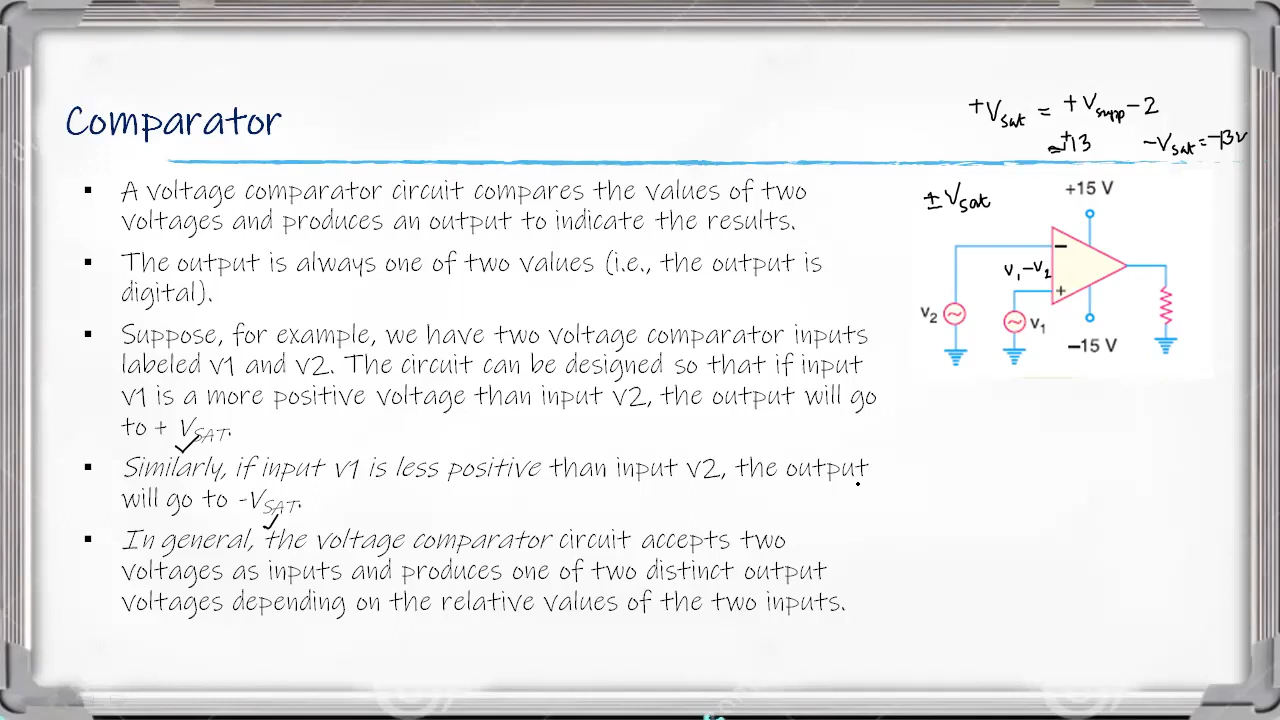 Comparator
+Vsat = +Vsupp-2
≃+13 -Vsat=-13V
▪ A voltage comparator circuit compares the values of two
voltages and produces an output to indicate the results.
▪ The output is always one of two values (i.e., the output is
digital).
▪ Suppose, for example, we have two voltage comparator inputs
labeled v1 and v2. The circuit can be designed so that if input
v1 is a more positive voltage than input v2, the output will go
to + VSAT.
▪ Similarly, if input v1 is less positive than input v2, the output
will go to -VSAT.
▪ In general, the voltage comparator circuit accepts two
voltages as inputs and produces one of two distinct output
voltages depending on the relative values of the two inputs.
±Vsat
+15 V
−
v1-v2
+
v2
v1
−15 V